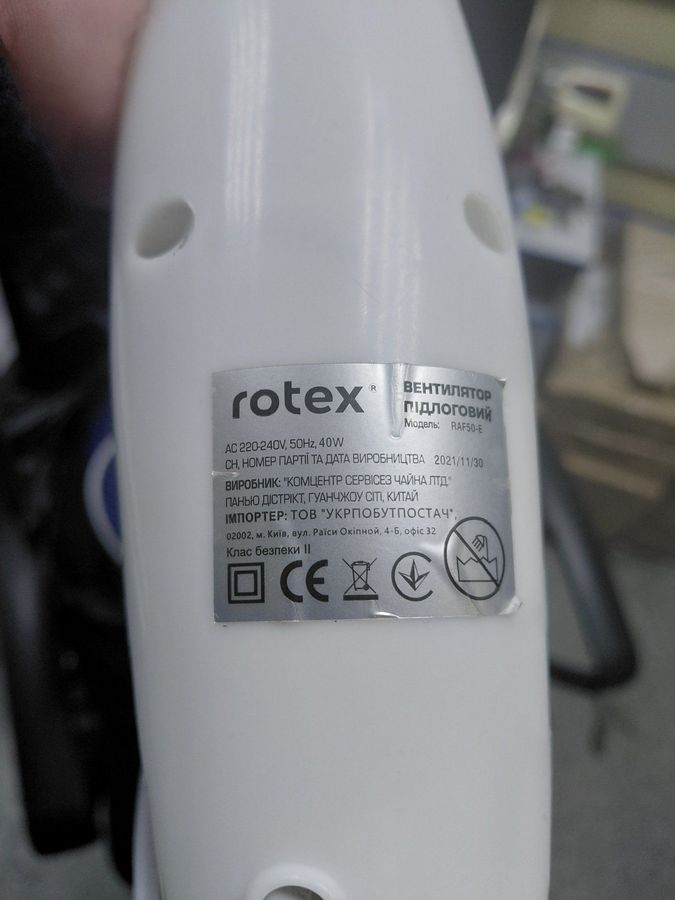 rotex ®
ВЕНТИЛЯТОР
ПІДЛОГОВИЙ
Модель: RAF50-E
AC 220-240V, 50Hz, 40W
СН, НОМЕР ПАРТІЇ ТА ДАТА ВИРОБНИЦТВА 2021/11/30
ВИРОБНИК: "КОМЦЕНТР СЕРВІСЕЗ ЧАЙНА ЛТД."
ПАНЬЮ ДІСТРІКТ, ГУАНЧЖОУ СІТІ, КИТАЙ
ІМПОРТЕР: ТОВ "УКРПОБУТПОСТАЧ",
02002, м. Київ, вул. Раїси Окіпної, 4-Б, офіс 32
Клас безпеки II
CE